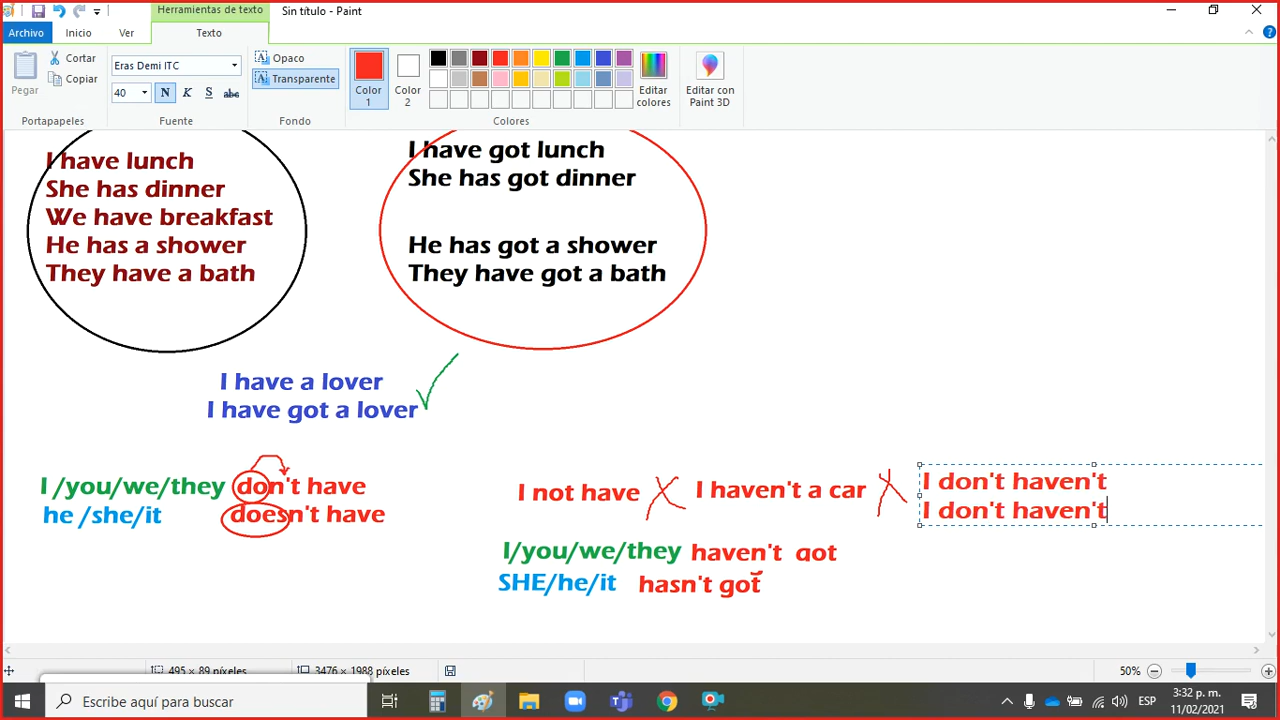 Herramientas de texto
Sin título - Paint
Archivo
Inicio
Ver
Texto
Pegar
Cortar
Copiar
Portapapeles
Eras Demi ITC
40
N K S abc
Fuente
Opaco
Transparente
Fondo
Color 1
Color 2
Colores
Editar colores
Editar con Paint 3D
I have lunch
She has dinner
We have breakfast
He has a shower
They have a bath
I have got lunch
She has got dinner
He has got a shower
They have got a bath
I have a lover
I have got a lover
I /you/we/they don't have
he /she/it doesn't have
I not have
I haven't a car
I don't haven't
I don't haven't
I/you/we/they haven't got
SHE/he/it hasn't got
495 × 89 píxeles
3476 × 1988 píxeles
50%
Escribe aquí para buscar
ESP
3:32 p. m.
11/02/2021